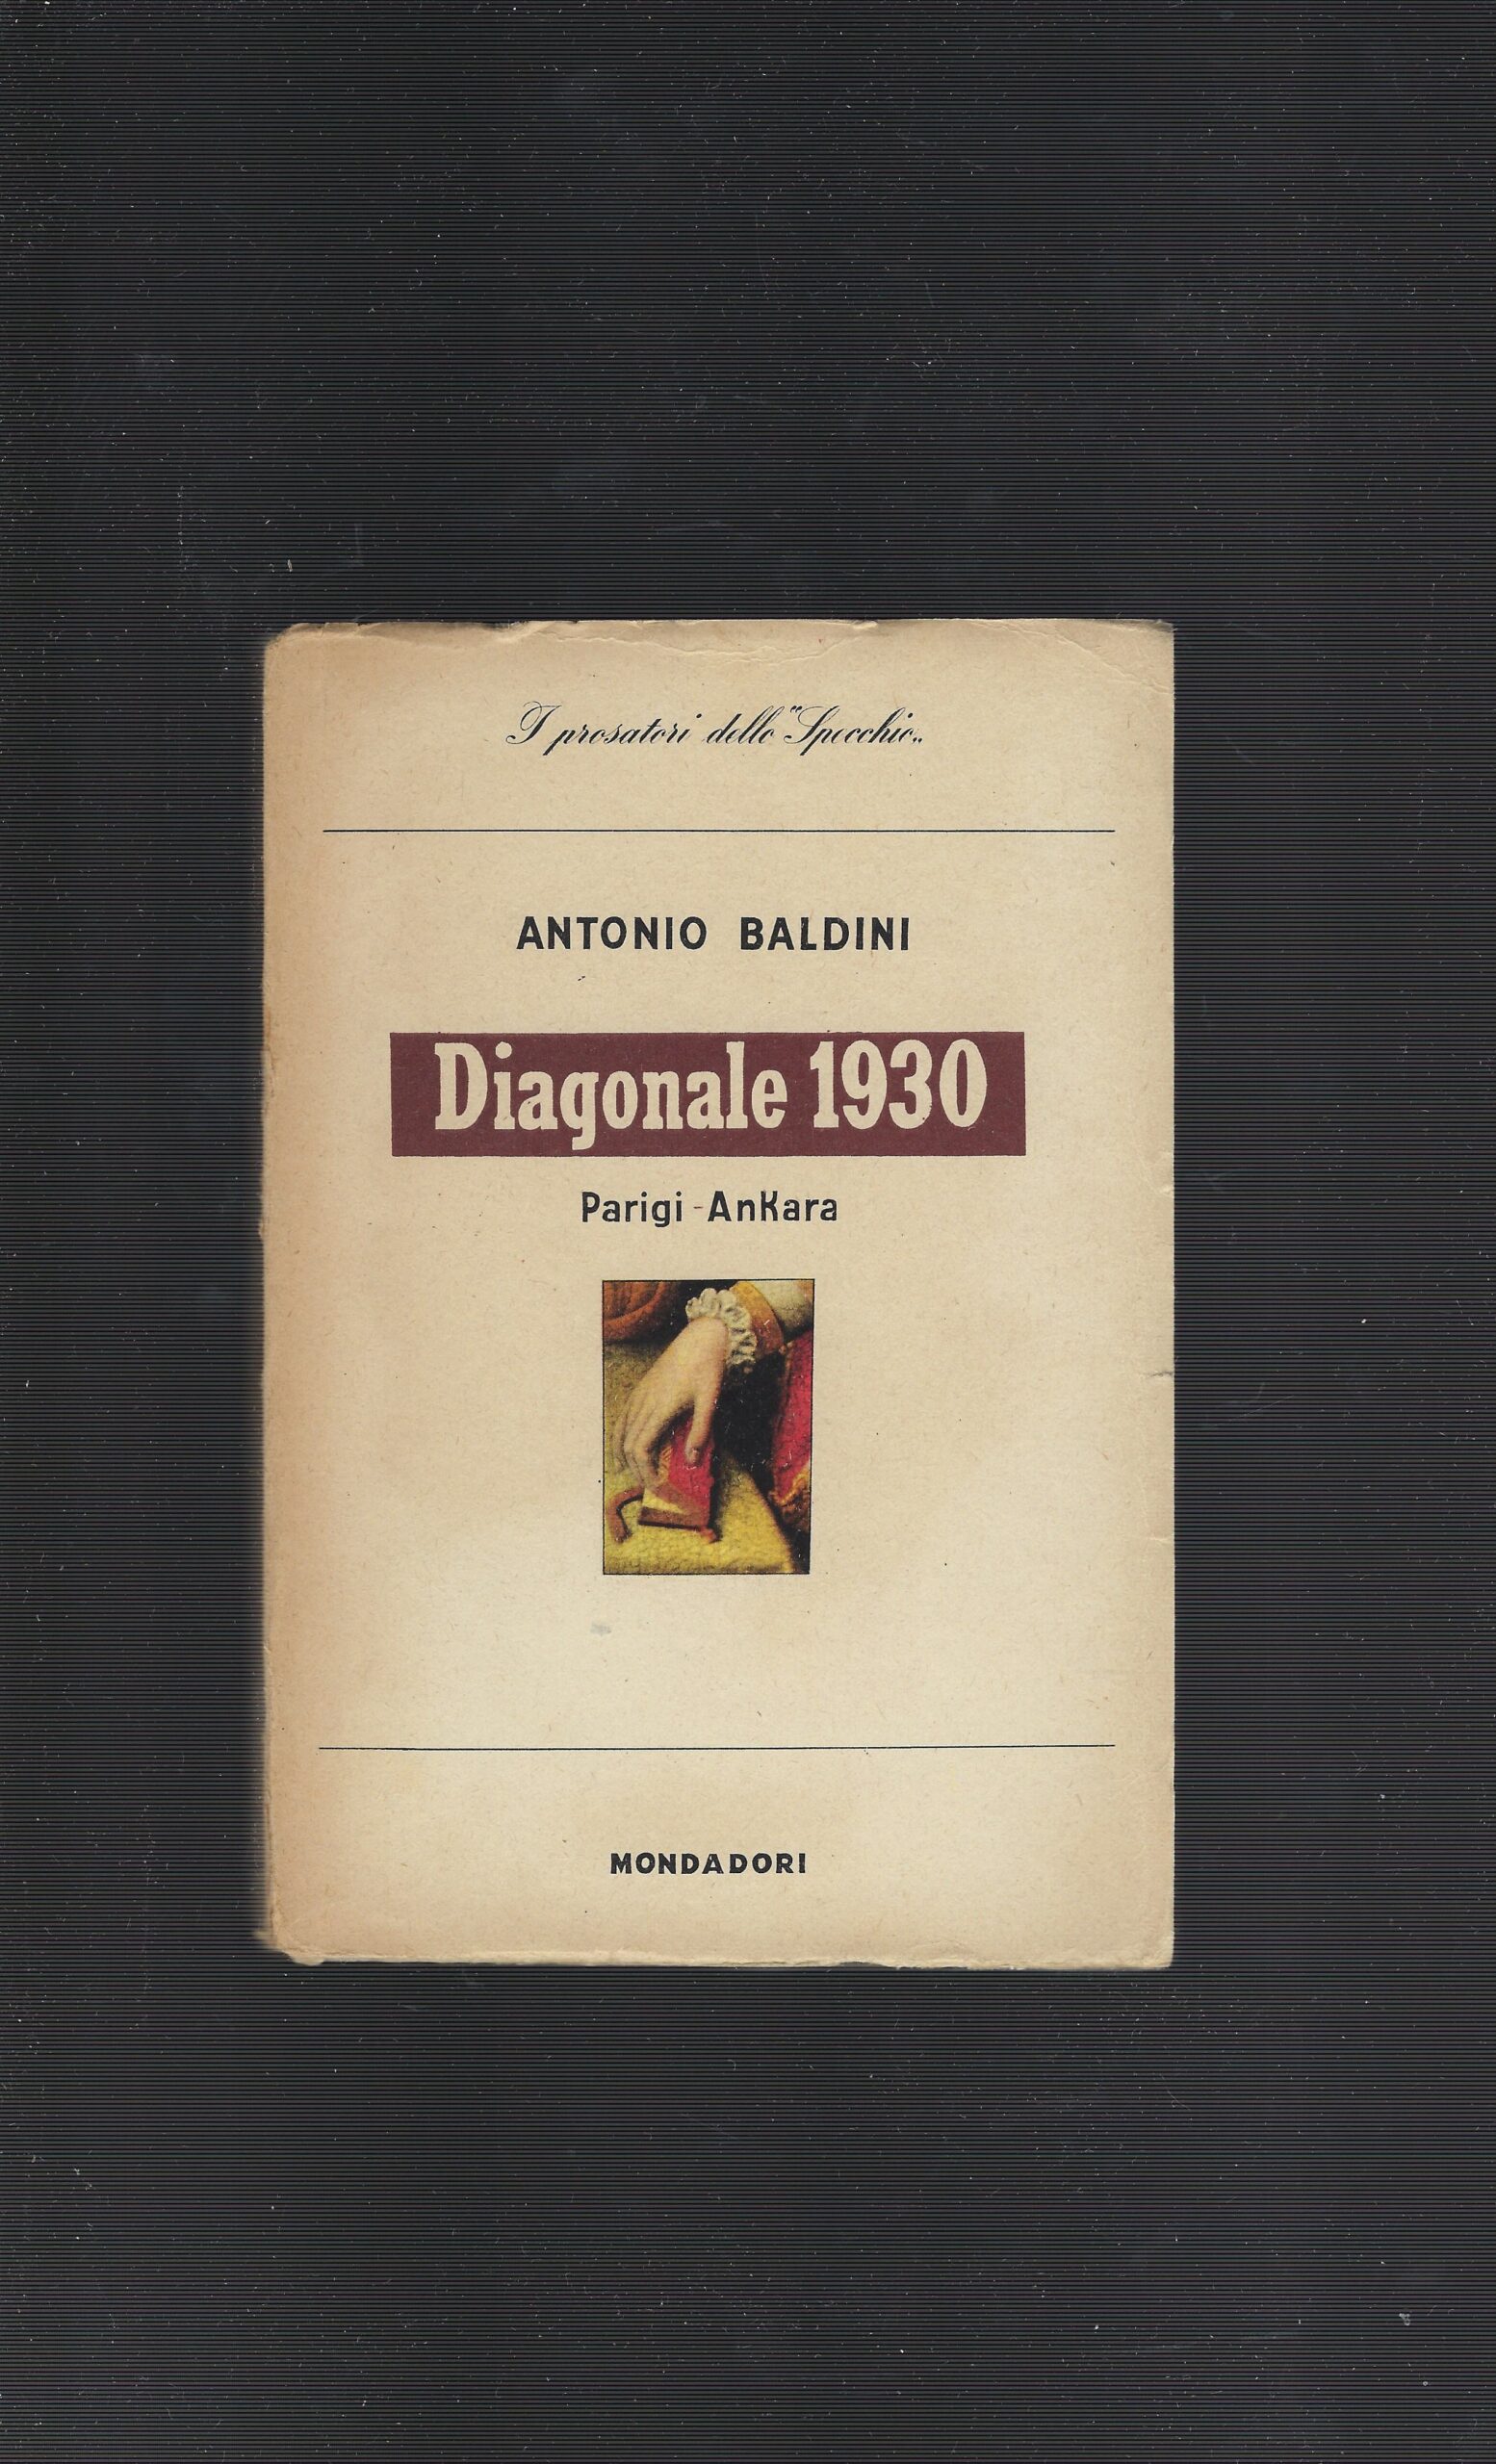 I prosatori dello "Specchio„
ANTONIO BALDINI
Diagonale 1930
Parigi - Ankara
MONDADORI